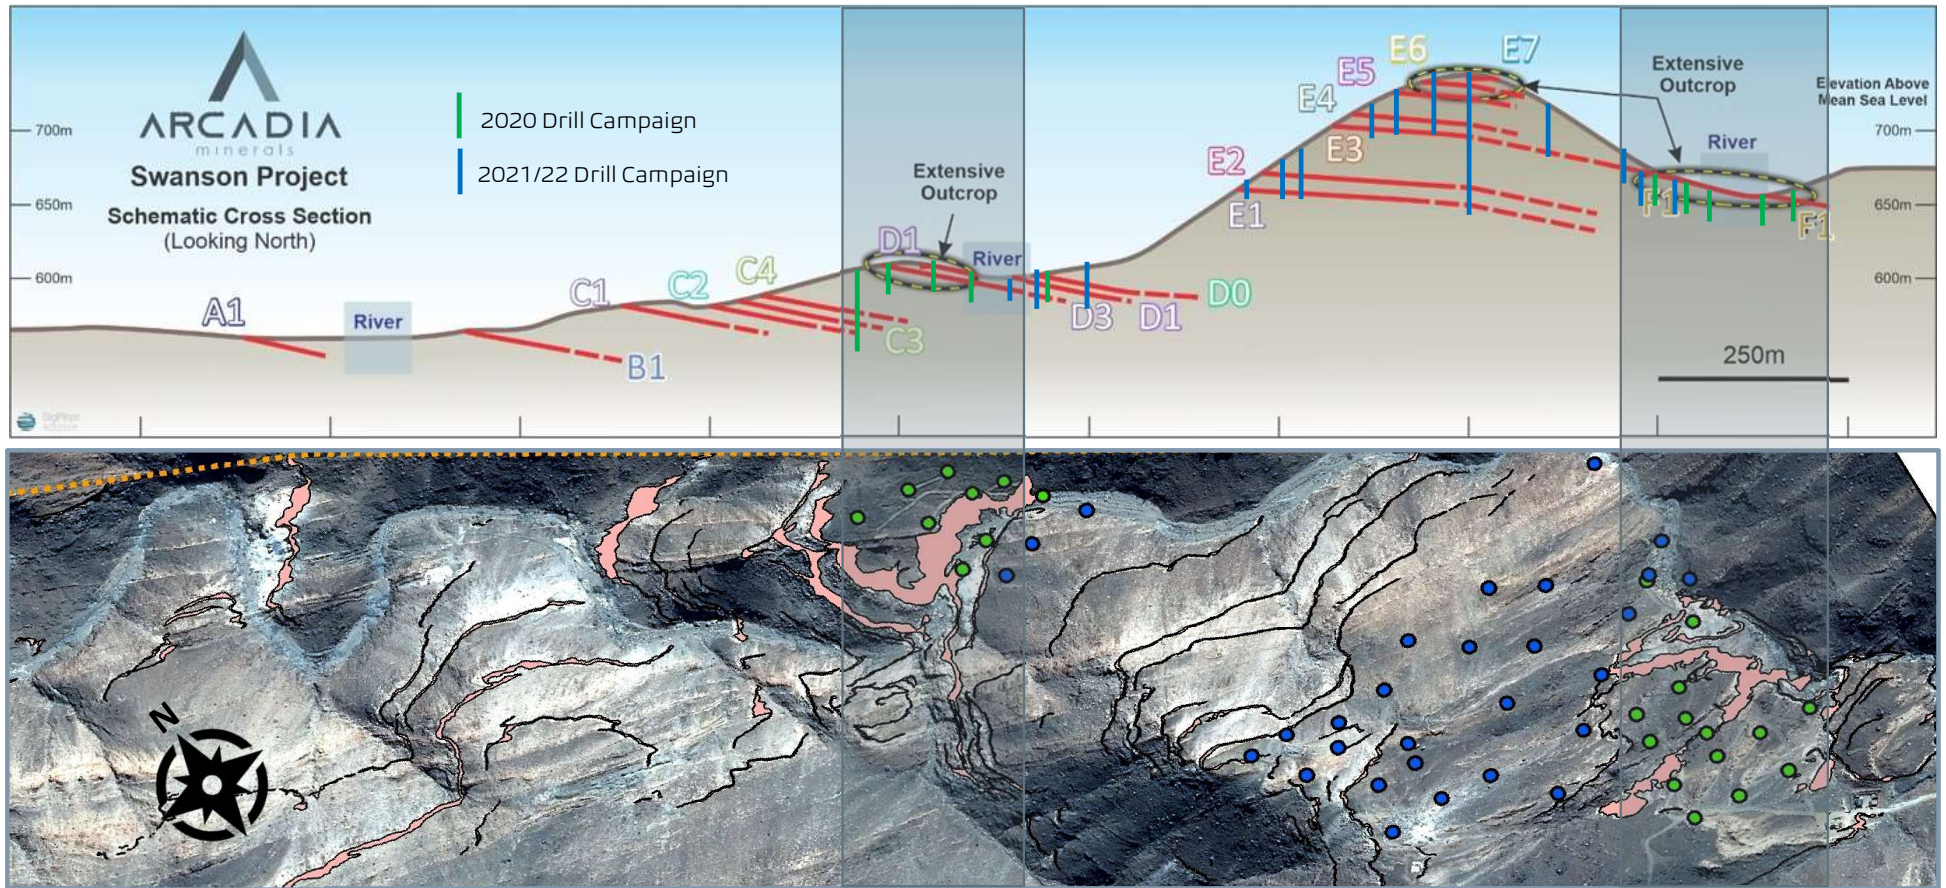 ARCADIA
minerals
Swanson Project
Schematic Cross Section
(Looking North)
2020 Drill Campaign
2021/22 Drill Campaign
700m
650m
600m
A1
River
B1
C1
C2
C4
C3
D1
Extensive
Outcrop
River
D3
D1
D0
E1
E2
E3
E4
E5
E6
E7
Extensive
Outcrop
River
F1
F1
Elevation Above
Mean Sea Level
700m
650m
600m
250m
N